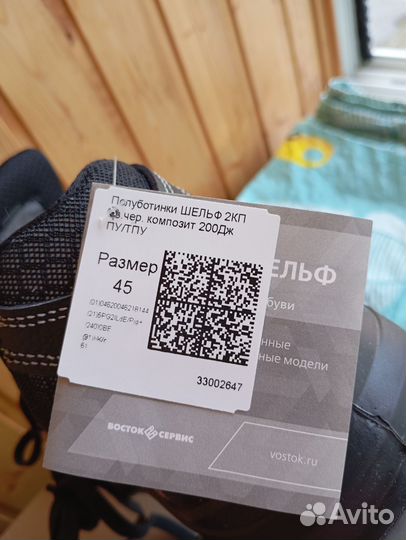 Полуботинки ШЕЛЬФ 2КП
чер. композит 200Дж
ПУ/ТПУ
Размер
45
33002647
ЕЛЬФ
буви
нные
ные модели
ВОСТОК СЕРВИС
vostok.ru
Avito